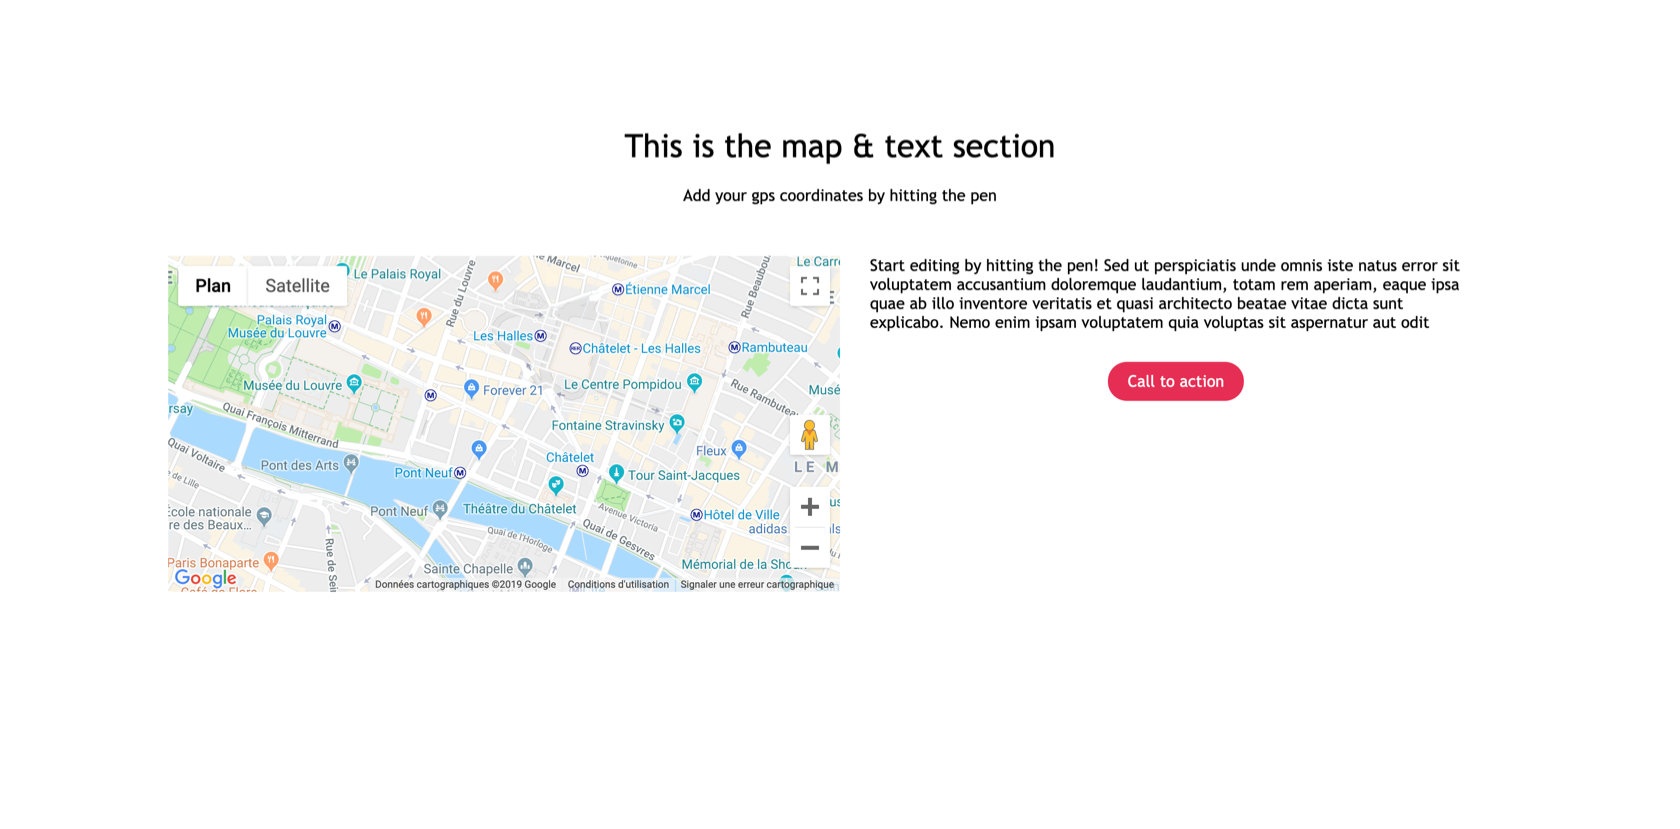 This is the map & text section
Add your gps coordinates by hitting the pen
Start editing by hitting the pen! Sed ut perspiciatis unde omnis iste natus error sit
voluptatem accusantium doloremque laudantium, totam rem aperiam, eaque ipsa
quae ab illo inventore veritatis et quasi architecto beatae vitae dicta sunt
explicabo. Nemo enim ipsam voluptatem quia voluptas sit aspernatur aut odit
Call to action
Plan
Satellite
Le Palais Royal
Rue du Louvre
Marcel
Étienne Marcel
Rue Beaubou
Le Carr
Palais Royal
Musée du Louvre
Les Halles
Châtelet - Les Halles
Rambuteau
Musée du Louvre
Forever 21
Le Centre Pompidou
Rue Rambuteau
Musé
rsay
Quai François Mitterrand
Fontaine Stravinsky
Quai Voltaire
Pont des Arts
Pont Neuf
Châtelet
Fleux
LE M
Tour Saint-Jacques
de Lille
École nationale
re des Beaux...
Pont Neuf
Théâtre du Châtelet
Avenue Victoria
Hôtel de Ville
adidas
Quai de l'Horloge
Quai de Gesvres
Rue de Sei
Paris Bonaparte
Sainte Chapelle
Mémorial de la Shoa
Google
Café de Flore
Données cartographiques ©2019 Google
Conditions d'utilisation
Signaler une erreur cartographique